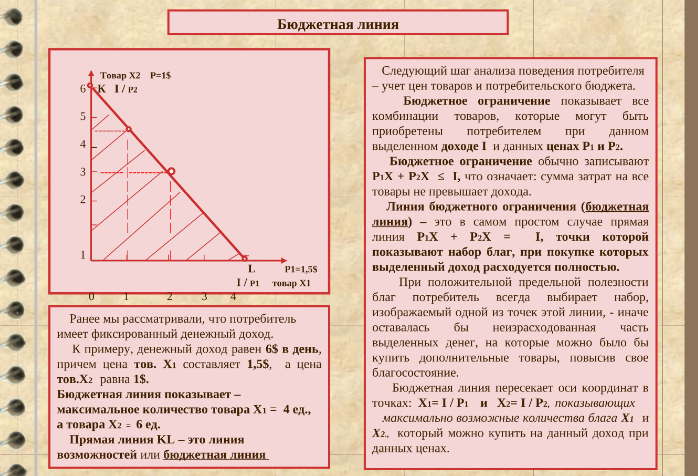 Бюджетная линия
Товар X2 P=1$
6 K I / P2
5
4
3
2
1
L P1=1,5$
I / P1 товар X1
0 1 2 3 4
Ранее мы рассматривали, что потребитель
имеет фиксированный денежный доход.
К примеру, денежный доход равен 6$ в день,
причем цена тов. X1 составляет 1,5$, а цена
тов.X2 равна 1$.
Бюджетная линия показывает –
максимальное количество товара X1 = 4 ед.,
а товара X2 = 6 ед.
Прямая линия KL – это линия
возможностей или бюджетная линия
Следующий шаг анализа поведения потребителя
– учет цен товаров и потребительского бюджета.
Бюджетное ограничение показывает все
комбинации товаров, которые могут быть
приобретены потребителем при данном
выделенном доходе I и данных ценах P1 и P2.
Бюджетное ограничение обычно записывают
P1X + P2X ≤ I, что означает: сумма затрат на все
товары не превышает дохода.
Линия бюджетного ограничения (бюджетная
линия) – это в самом простом случае прямая
линия P1X + P2X = I, точки которой
показывают набор благ, при покупке которых
выделенный доход расходуется полностью.
При положительной предельной полезности
благ потребитель всегда выбирает набор,
изображаемый одной из точек этой линии, - иначе
оставалась бы неизрасходованная часть
выделенных денег, на которые можно было бы
купить дополнительные товары, повысив свое
благосостояние.
Бюджетная линия пересекает оси координат в
точках: X1= I / P1 и X2= I / P2, показывающих
максимально возможные количества блага X1 и
X2., который можно купить на данный доход при
данных ценах.